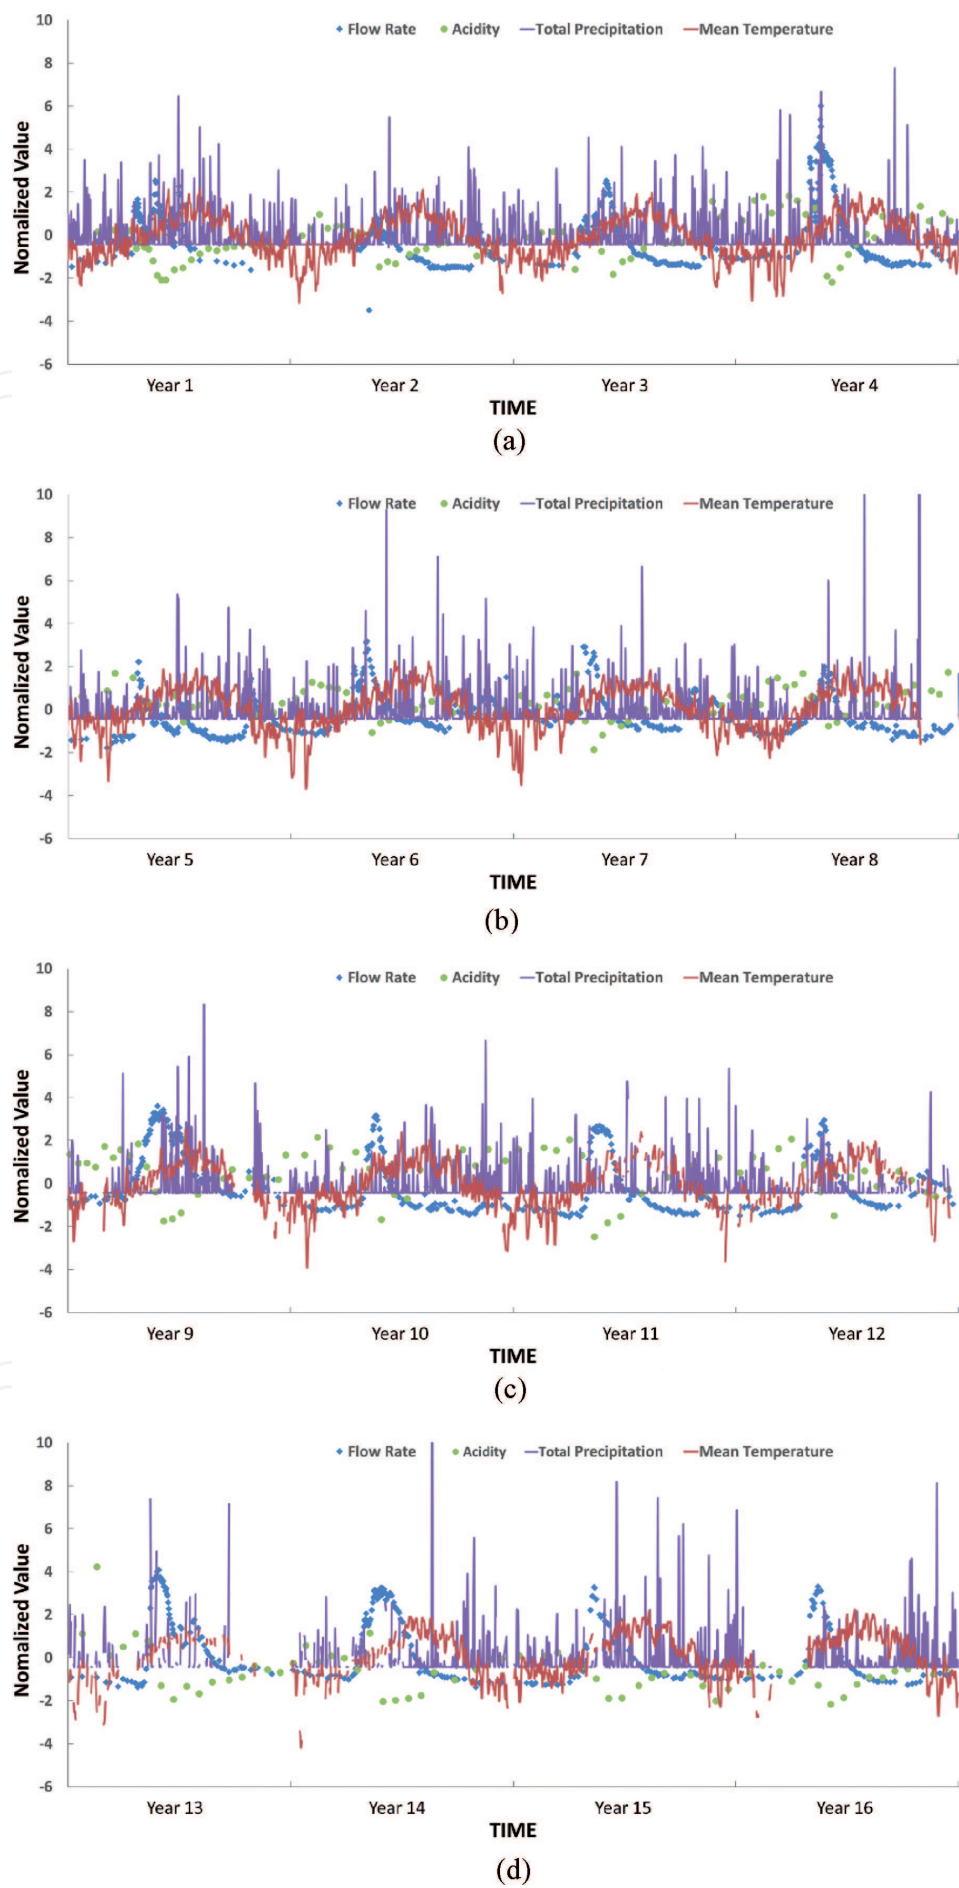 10
Flow Rate Acidity Total Precipitation Mean Temperature
8
6
4
2
0
-2
-4
-6
Nomalized Value
Year 1 Year 2 Year 3 Year 4
TIME
(a)
10
Flow Rate Acidity Total Precipitation Mean Temperature
8
6
4
2
0
-2
-4
-6
Nomalized Value
Year 5 Year 6 Year 7 Year 8
TIME
(b)
10
Flow Rate Acidity Total Precipitation Mean Temperature
8
6
4
2
0
-2
-4
-6
Nomalized Value
Year 9 Year 10 Year 11 Year 12
TIME
(c)
10
Flow Rate Acidity Total Precipitation Mean Temperature
8
6
4
2
0
-2
-4
-6
Nomalized Value
Year 13 Year 14 Year 15 Year 16
TIME
(d)